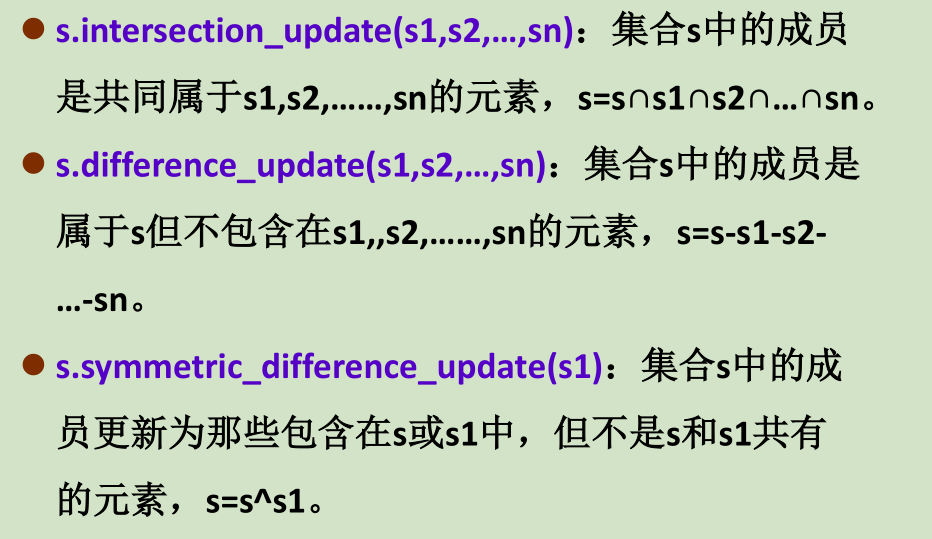 ● s.intersection_update(s1,s2,…,sn)：集合s中的成员
是共同属于s1,s2,……,sn的元素，s=s∩s1∩s2∩…∩sn。
● s.difference_update(s1,s2,…,sn)：集合s中的成员是
属于s但不包含在s1,,s2,……,sn的元素，s=s-s1-s2-
…-sn。
● s.symmetric_difference_update(s1)：集合s中的成
员更新为那些包含在s或s1中，但不是s和s1共有
的元素，s=s^s1。